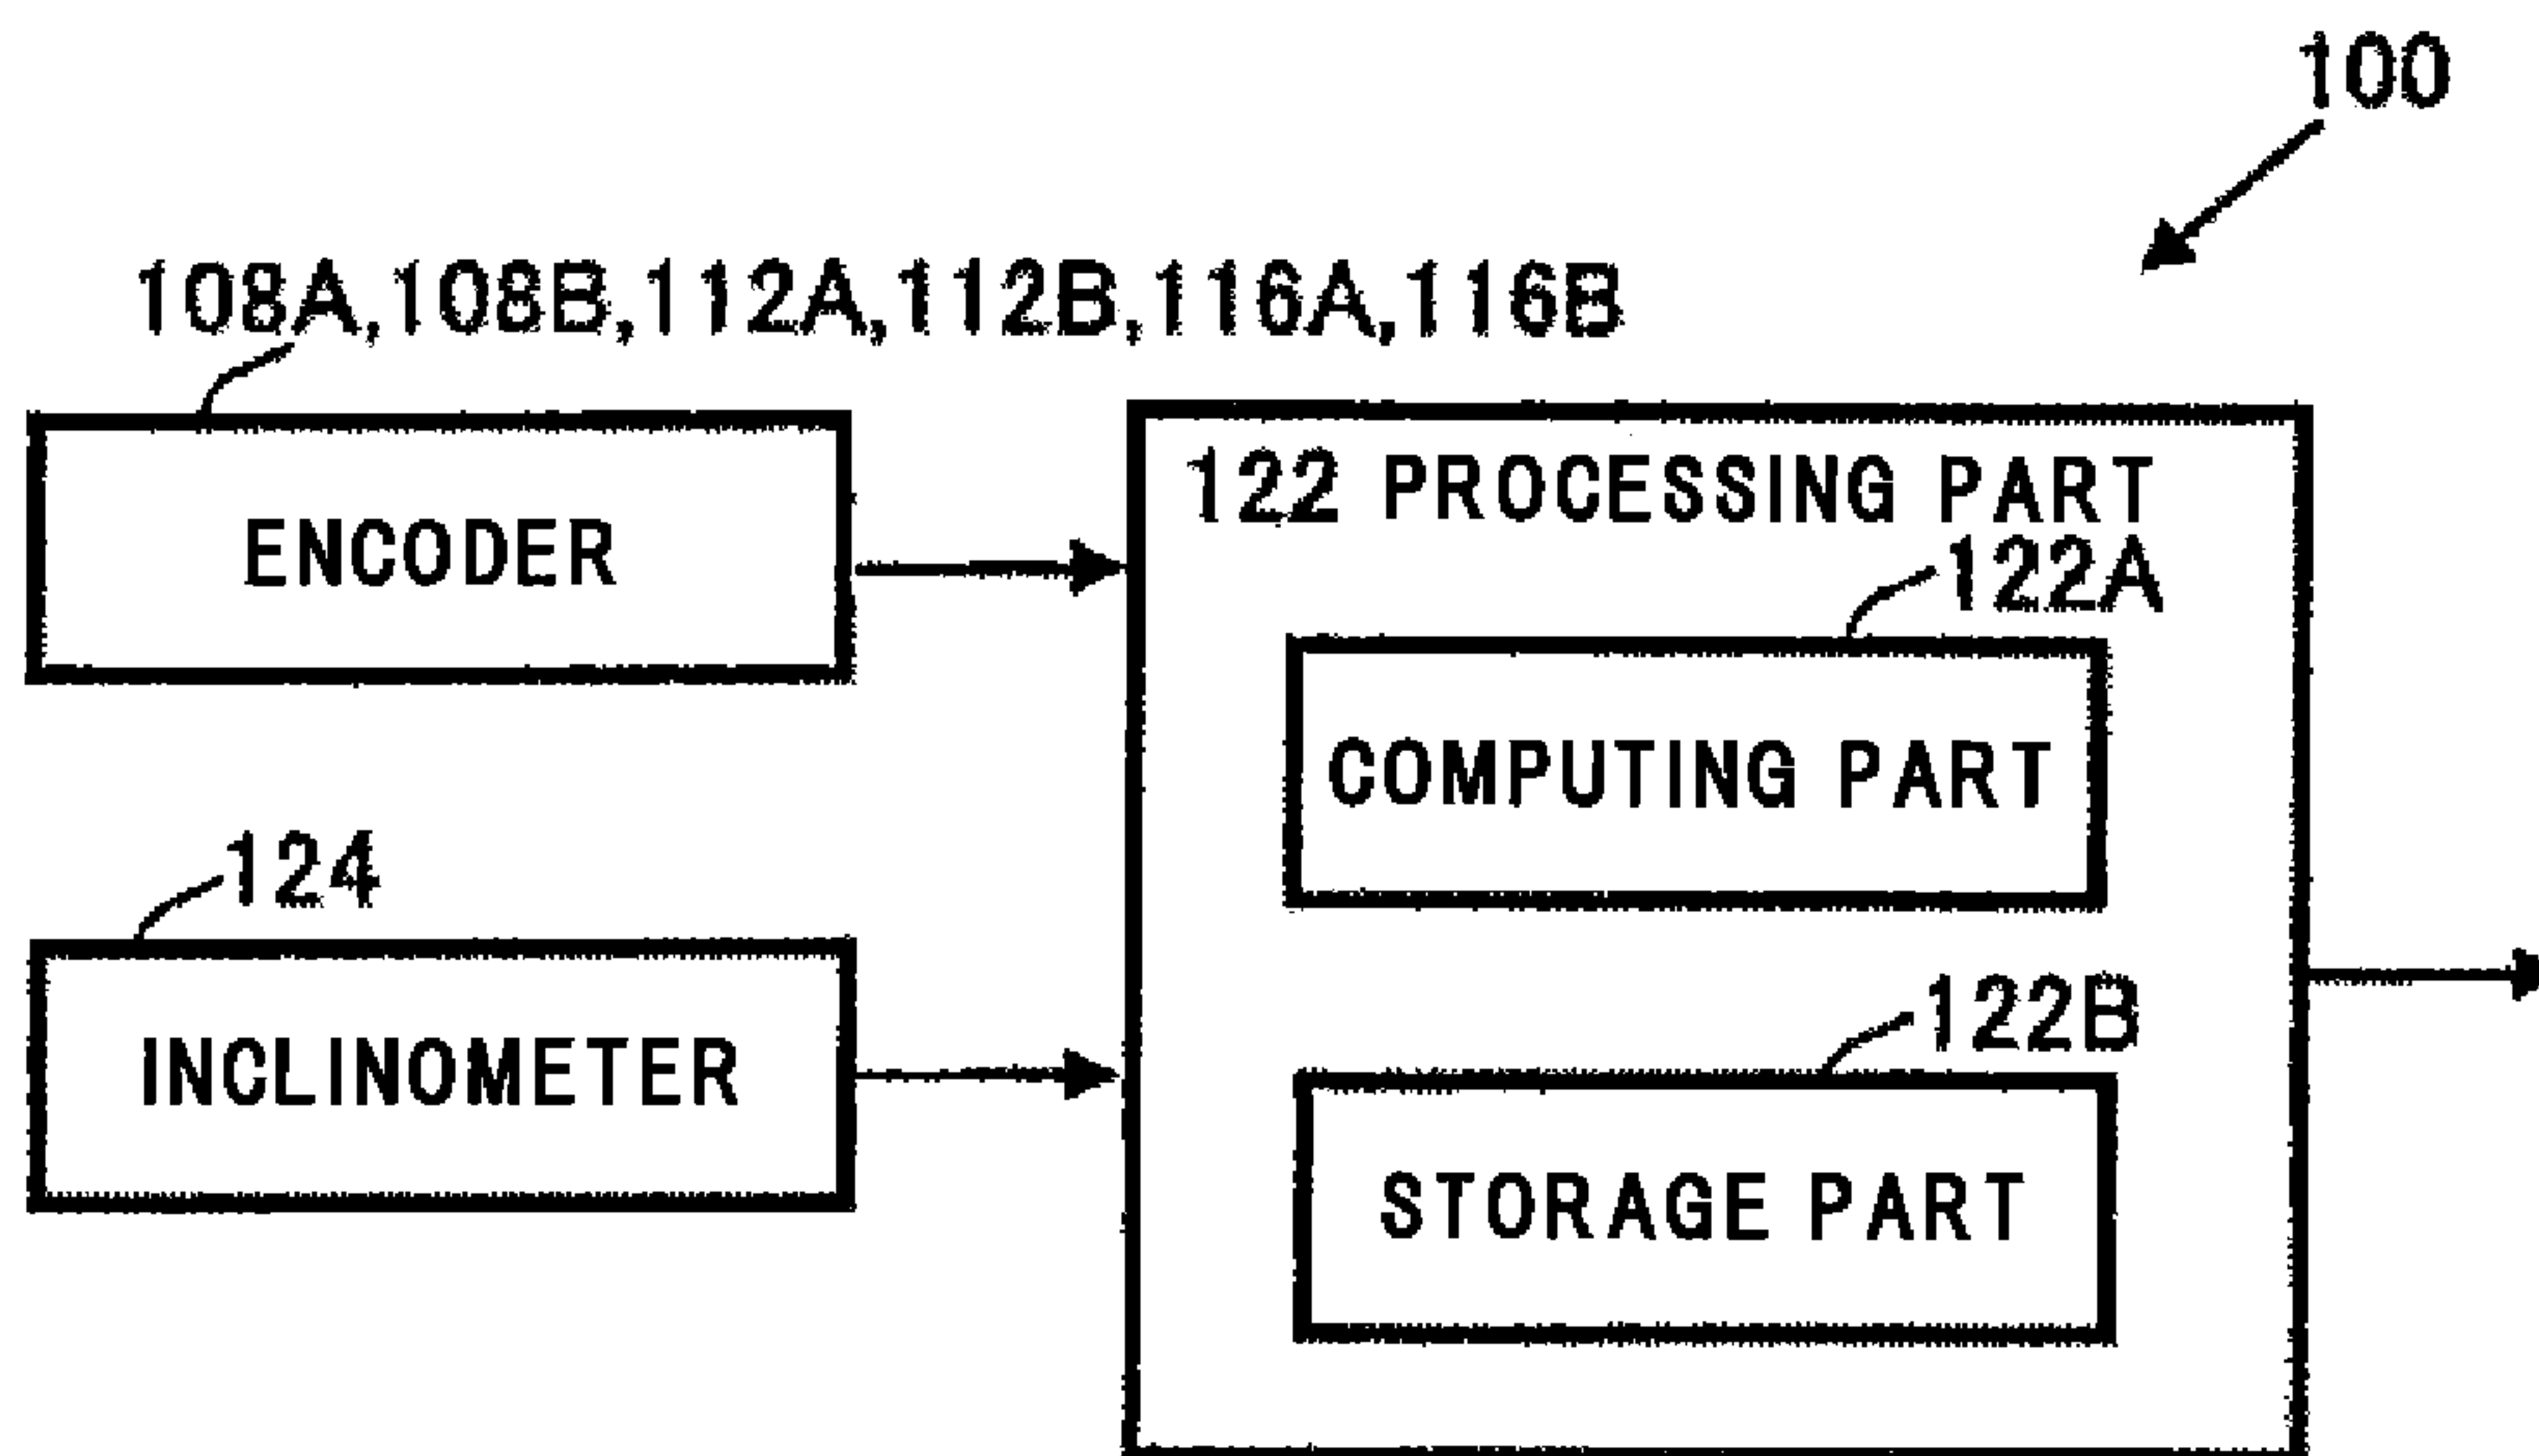 100
108A,108B,112A,112B,116A,116B
ENCODER
122 PROCESSING PART
122A
COMPUTING PART
124
INCLINOMETER
122B
STORAGE PART